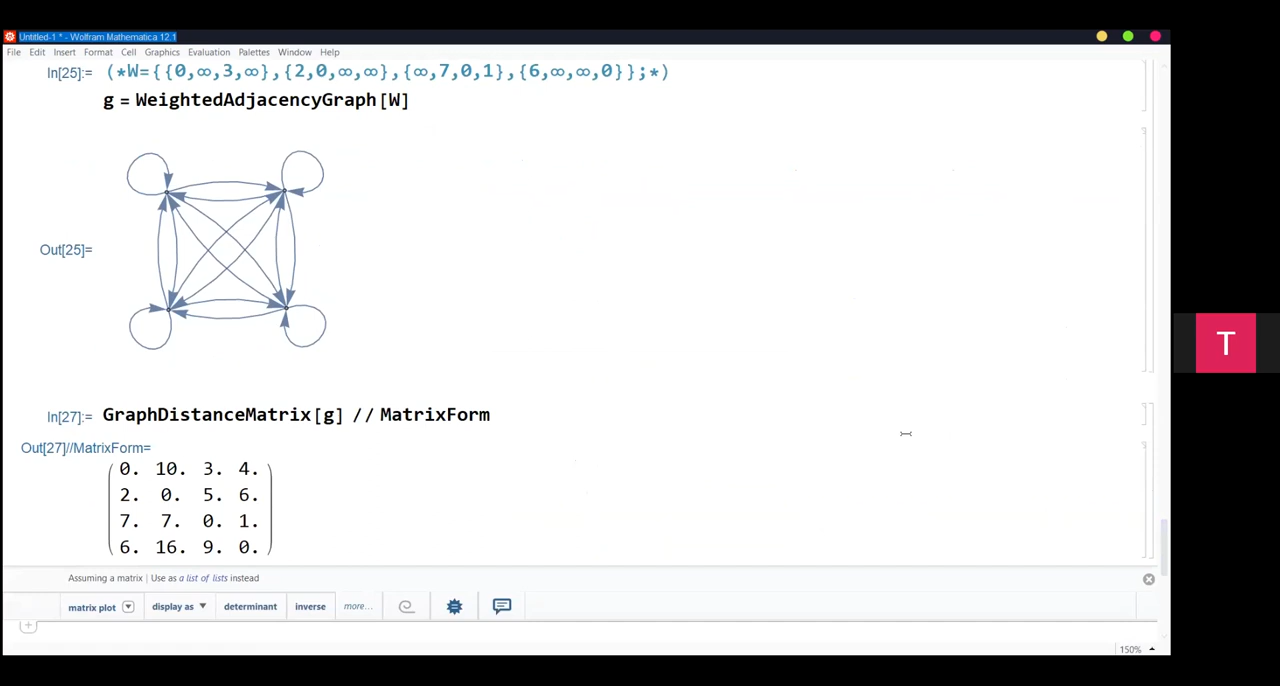 Untitled-1 * - Wolfram Mathematica 12.1
File Edit Insert Format Cell Graphics Evaluation Palettes Window Help
In[25]:= (*W={{0,∞,3,∞},{2,0,∞,∞},{∞,7,0,1},{6,∞,∞,0}};*)
g = WeightedAdjacencyGraph[W]
Out[25]=
T
In[27]:= GraphDistanceMatrix[g] // MatrixForm
Out[27]//MatrixForm=
0. 10. 3. 4.
2. 0. 5. 6.
7. 7. 0. 1.
6. 16. 9. 0.
Assuming a matrix | Use as a list of lists instead
matrix plot display as determinant inverse more...
150%